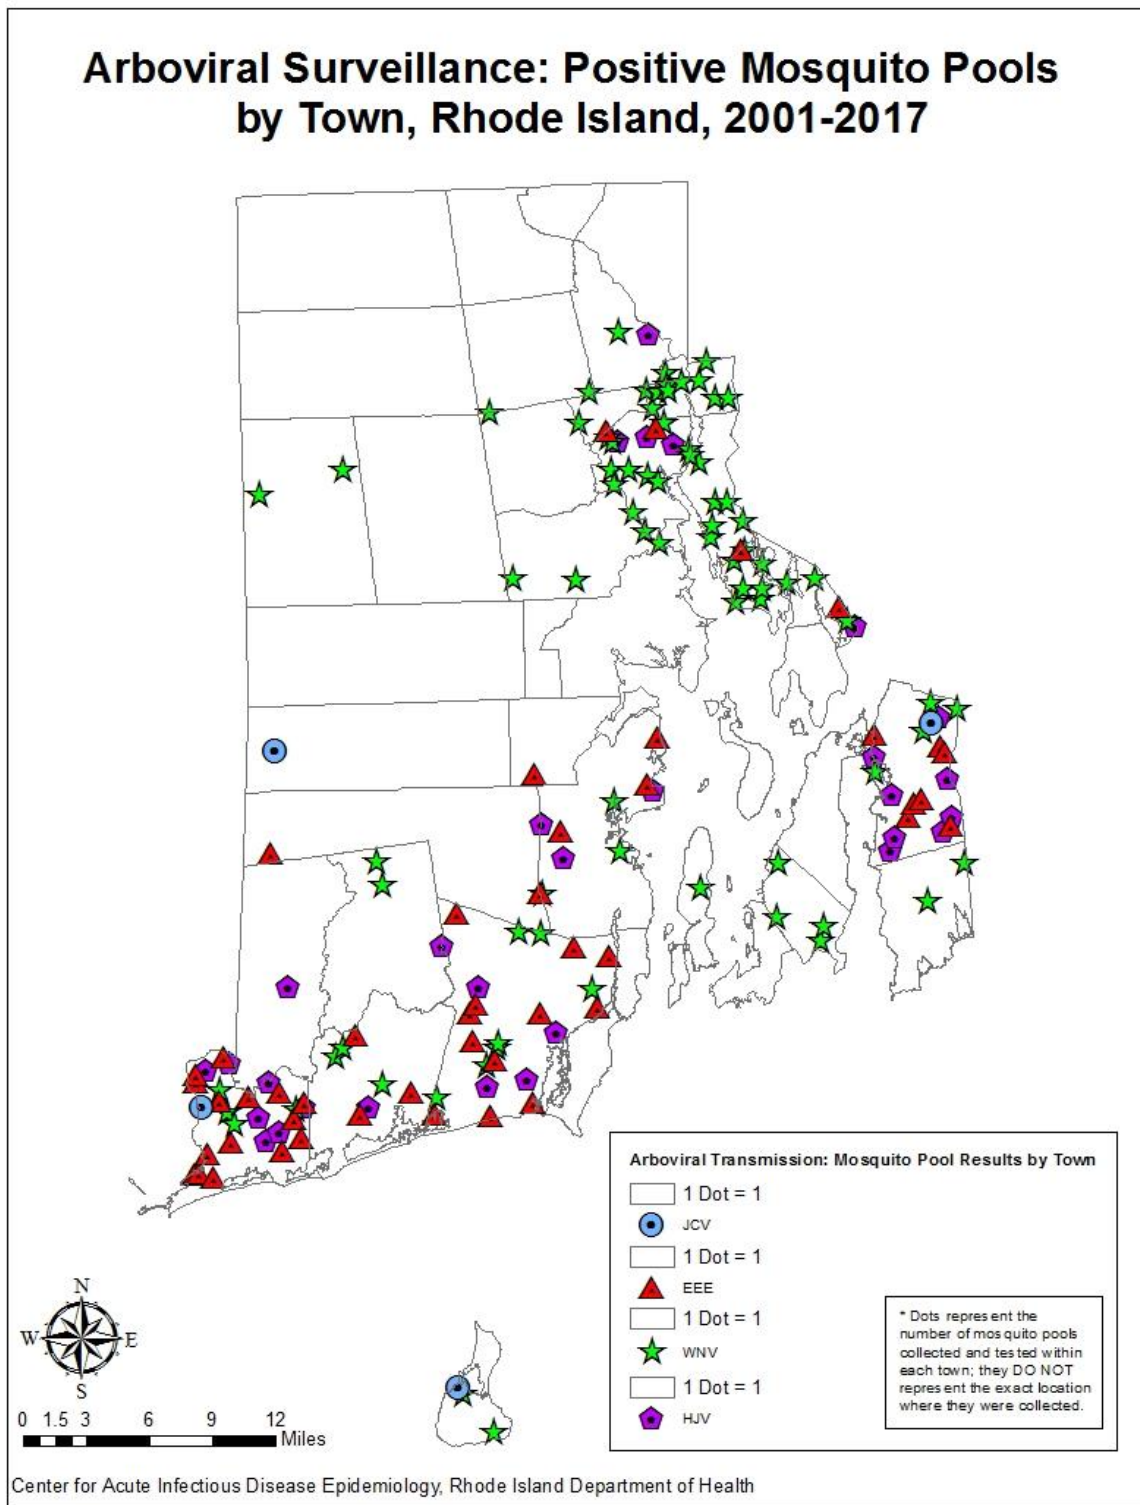 Arboviral Surveillance: Positive Mosquito Pools
by Town, Rhode Island, 2001-2017
Arboviral Transmission: Mosquito Pool Results by Town
1 Dot = 1
JCV
1 Dot = 1
EEE
1 Dot = 1
WNV
1 Dot = 1
HJV
* Dots represent the
number of mosquito pools
collected and tested within
each town; they DO NOT
represent the exact location
where they were collected.
N
W E
S
0 1.5 3 6 9 12
Miles
Center for Acute Infectious Disease Epidemiology, Rhode Island Department of Health